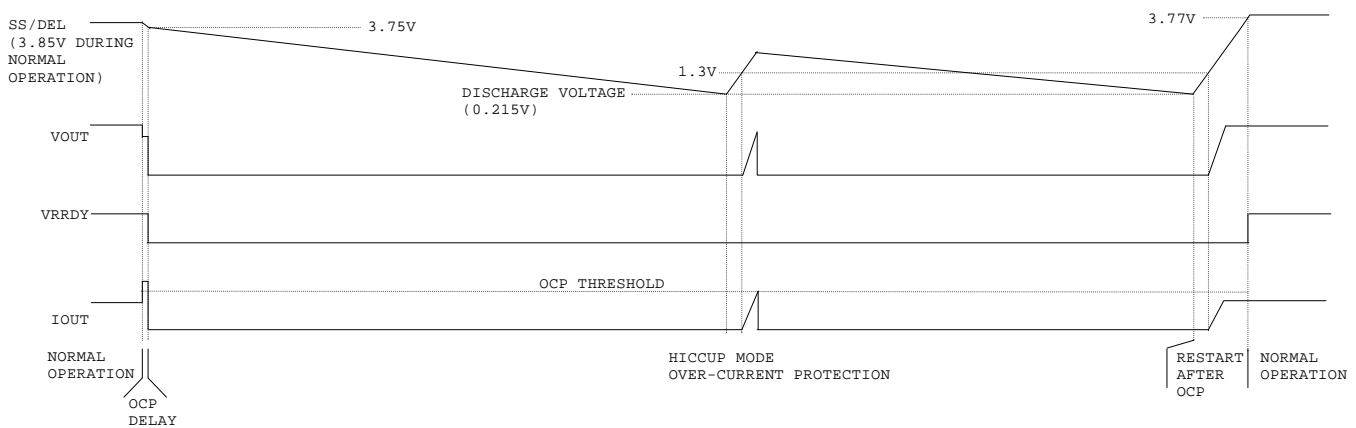 SS/DEL
(3.85V DURING
NORMAL
OPERATION)
3.75V
3.77V
1.3V
DISCHARGE VOLTAGE
(0.215V)
VOUT
VRRDY
OCP THRESHOLD
IOUT
NORMAL
OPERATION
OCP
DELAY
HICCUP MODE
OVER-CURRENT PROTECTION
RESTART
AFTER
OCP
NORMAL
OPERATION